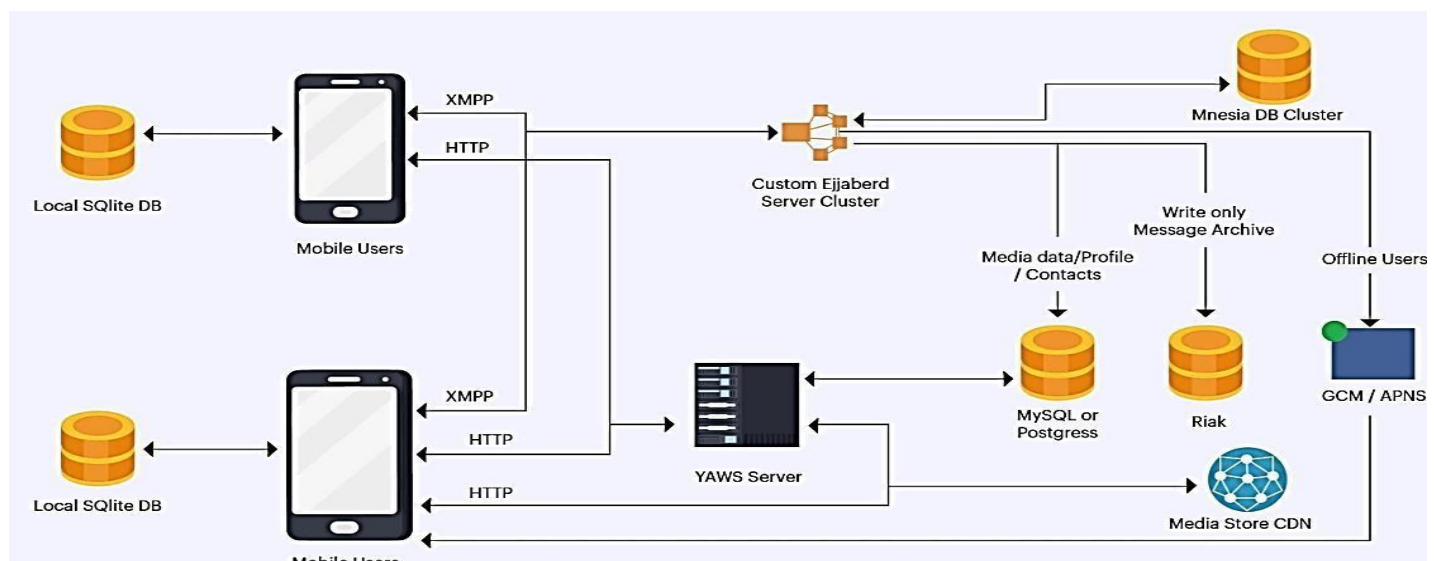 XMPP
Mnesia DB Cluster
HTTP
Custom Ejjaberd
Server Cluster
Local SQlite DB
Mobile Users
Write only
Message Archive
Media data/Profile
/ Contacts
Offline Users
XMPP
GCM / APNS
MySQL or
Postgress
Riak
HTTP
YAWS Server
HTTP
Local SQlite DB
Media Store CDN
Mobile Users